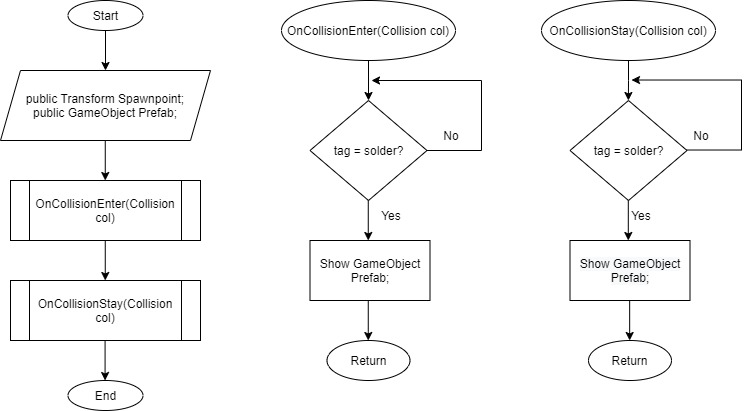 Start
public Transform Spawnpoint;
public GameObject Prefab;
OnCollisionEnter(Collision
col)
OnCollisionStay(Collision
col)
End
OnCollisionEnter(Collision col)
tag = solder?
No
Yes
Show GameObject
Prefab;
Return
OnCollisionStay(Collision col)
tag = solder?
No
Yes
Show GameObject
Prefab;
Return